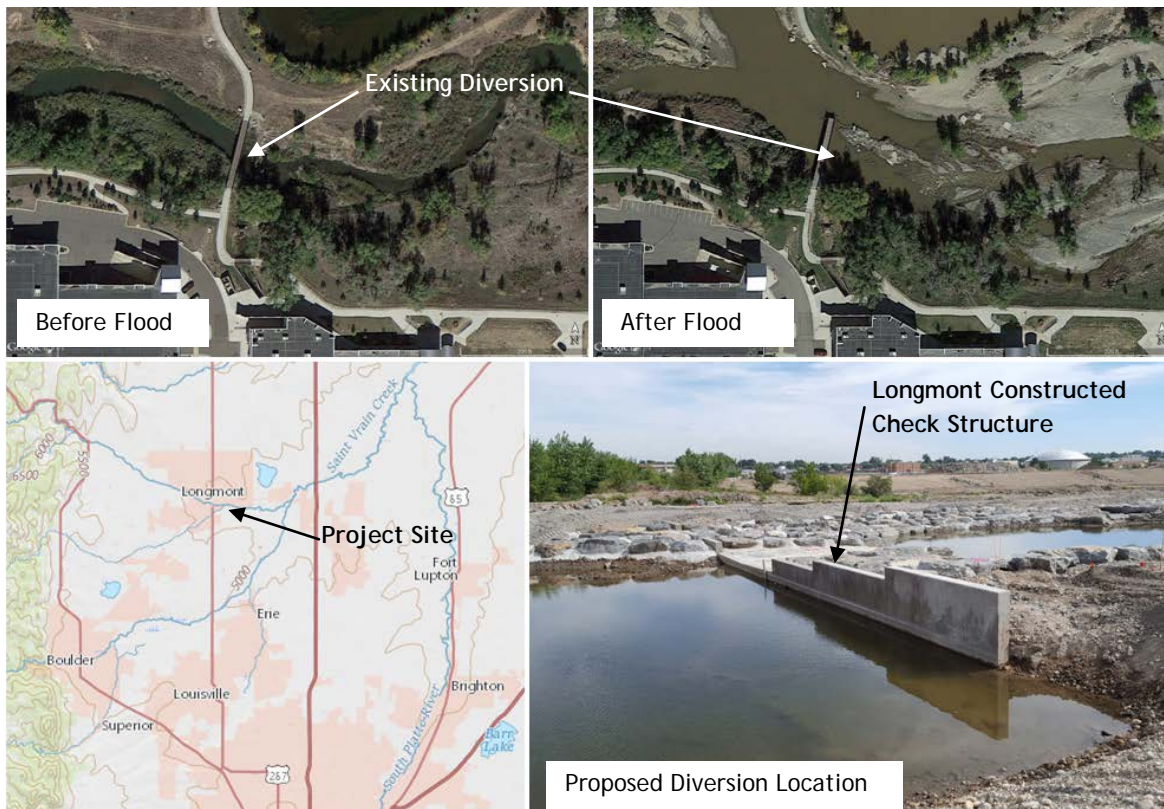 Existing Diversion
Before Flood
N
After Flood
N
Saint Vrain Creek
6000
6500
5500
Longmont
85
Project Site
Fort
Lupton
5000
Erie
Boulder
Louisville
Brighton
Superior
South Platte River
Barr
Lake
287
Longmont Constructed
Check Structure
Proposed Diversion Location